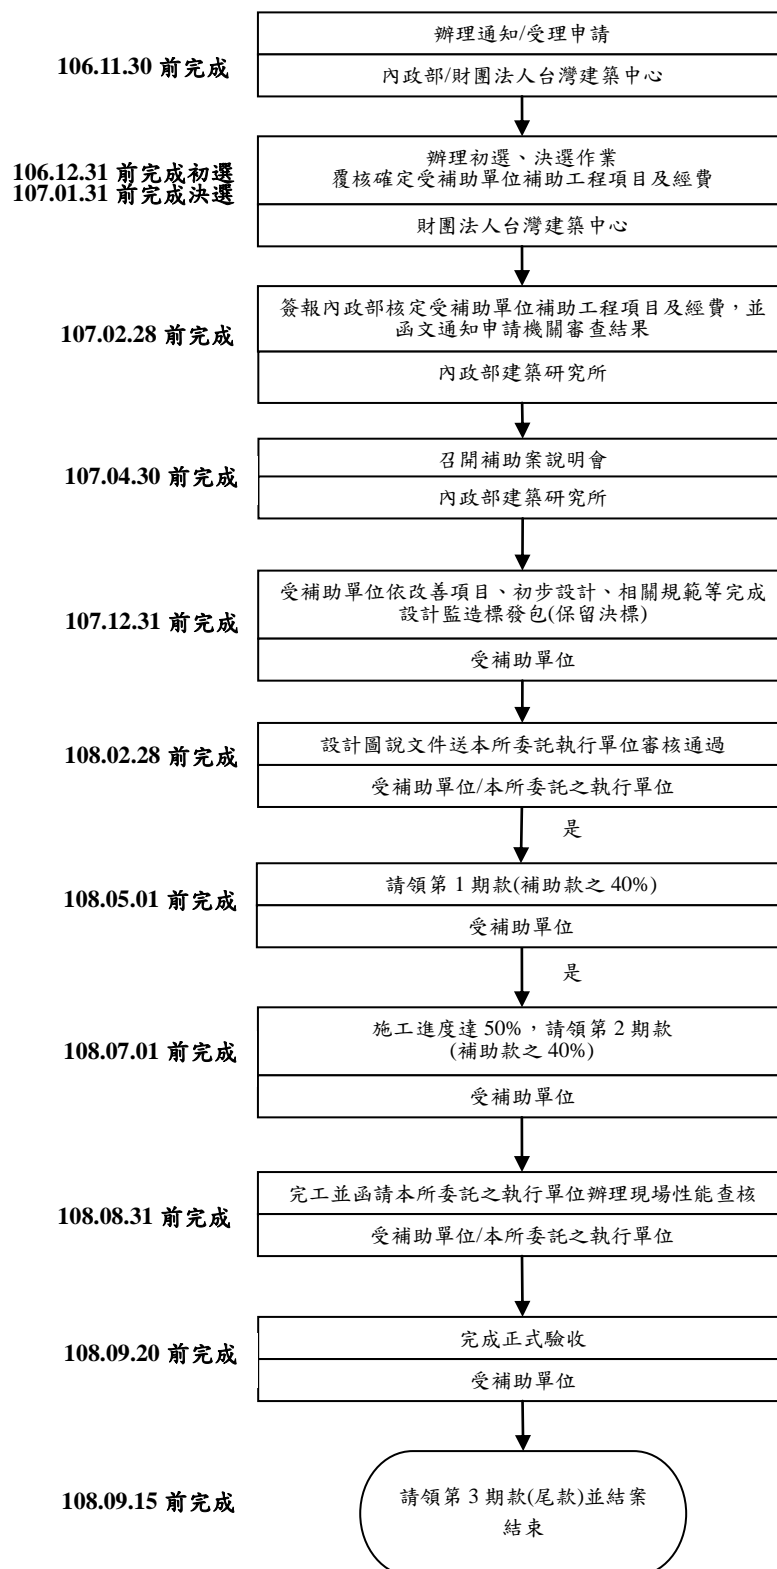 辦理通知/受理申請
106.11.30 前完成
內政部/財團法人台灣建築中心
106.12.31 前完成初選
107.01.31 前完成決選
辦理初選、決選作業
覆核確定受補助單位補助工程項目及經費
財團法人台灣建築中心
107.02.28 前完成
簽報內政部核定受補助單位補助工程項目及經費，並
函文通知申請機關審查結果
內政部建築研究所
107.04.30 前完成
召開補助案說明會
內政部建築研究所
107.12.31 前完成
受補助單位依改善項目、初步設計、相關規範等完成
設計監造標發包(保留決標)
受補助單位
108.02.28 前完成
設計圖說文件送本所委託執行單位審核通過
受補助單位/本所委託之執行單位
是
108.05.01 前完成
請領第 1 期款(補助款之 40%)
受補助單位
是
108.07.01 前完成
施工進度達 50%，請領第 2 期款
(補助款之 40%)
受補助單位
108.08.31 前完成
完工並函請本所委託之執行單位辦理現場性能查核
受補助單位/本所委託之執行單位
108.09.20 前完成
完成正式驗收
受補助單位
108.09.15 前完成
請領第 3 期款(尾款)並結案
結束